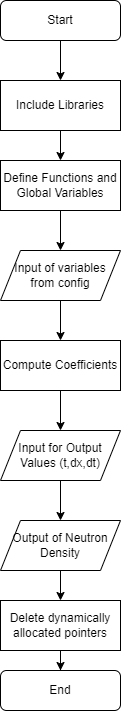 Start
Include Libraries
Define Functions and
Global Variables
Input of variables
from config
Compute Coefficients
Input for Output
Values (t,dx,dt)
Output of Neutron
Density
Delete dynamically
allocated pointers
End